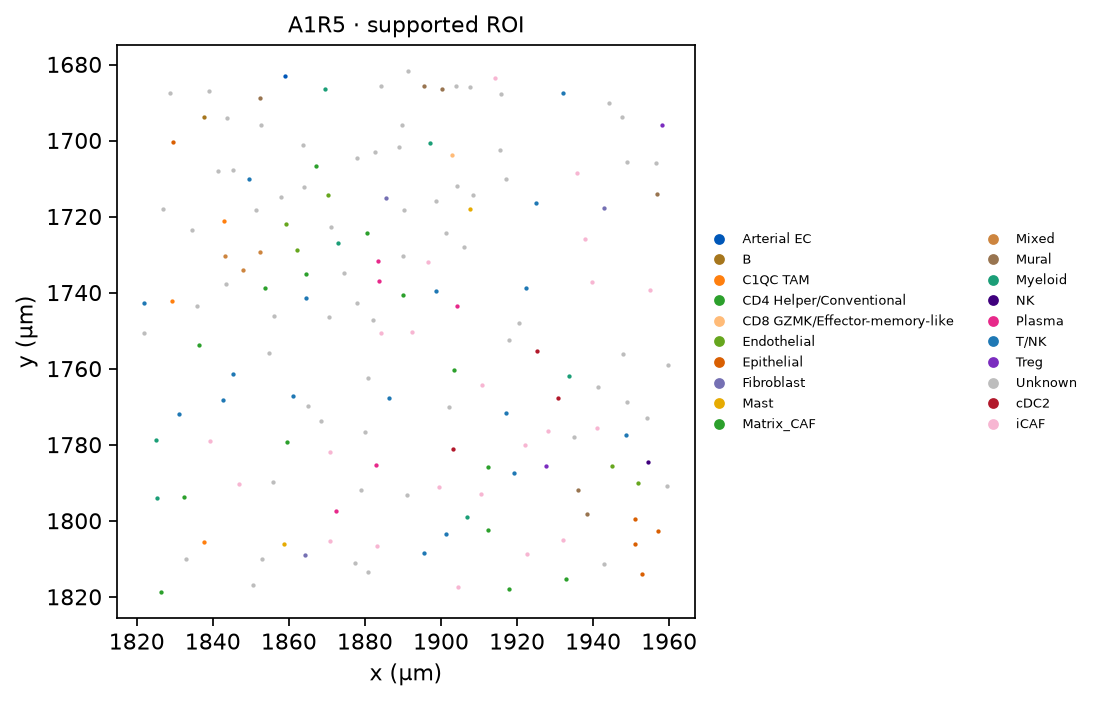 A1R5 · supported ROI
1680
1700
1720
1740
1760
1780
1800
1820
y (μm)
1820 1840 1860 1880 1900 1920 1940 1960
x (μm)
Arterial EC
B
C1QC TAM
CD4 Helper/Conventional
CD8 GZMK/Effector-memory-like
Endothelial
Epithelial
Fibroblast
Mast
Matrix_CAF
Mixed
Mural
Myeloid
NK
Plasma
T/NK
Treg
Unknown
cDC2
iCAF